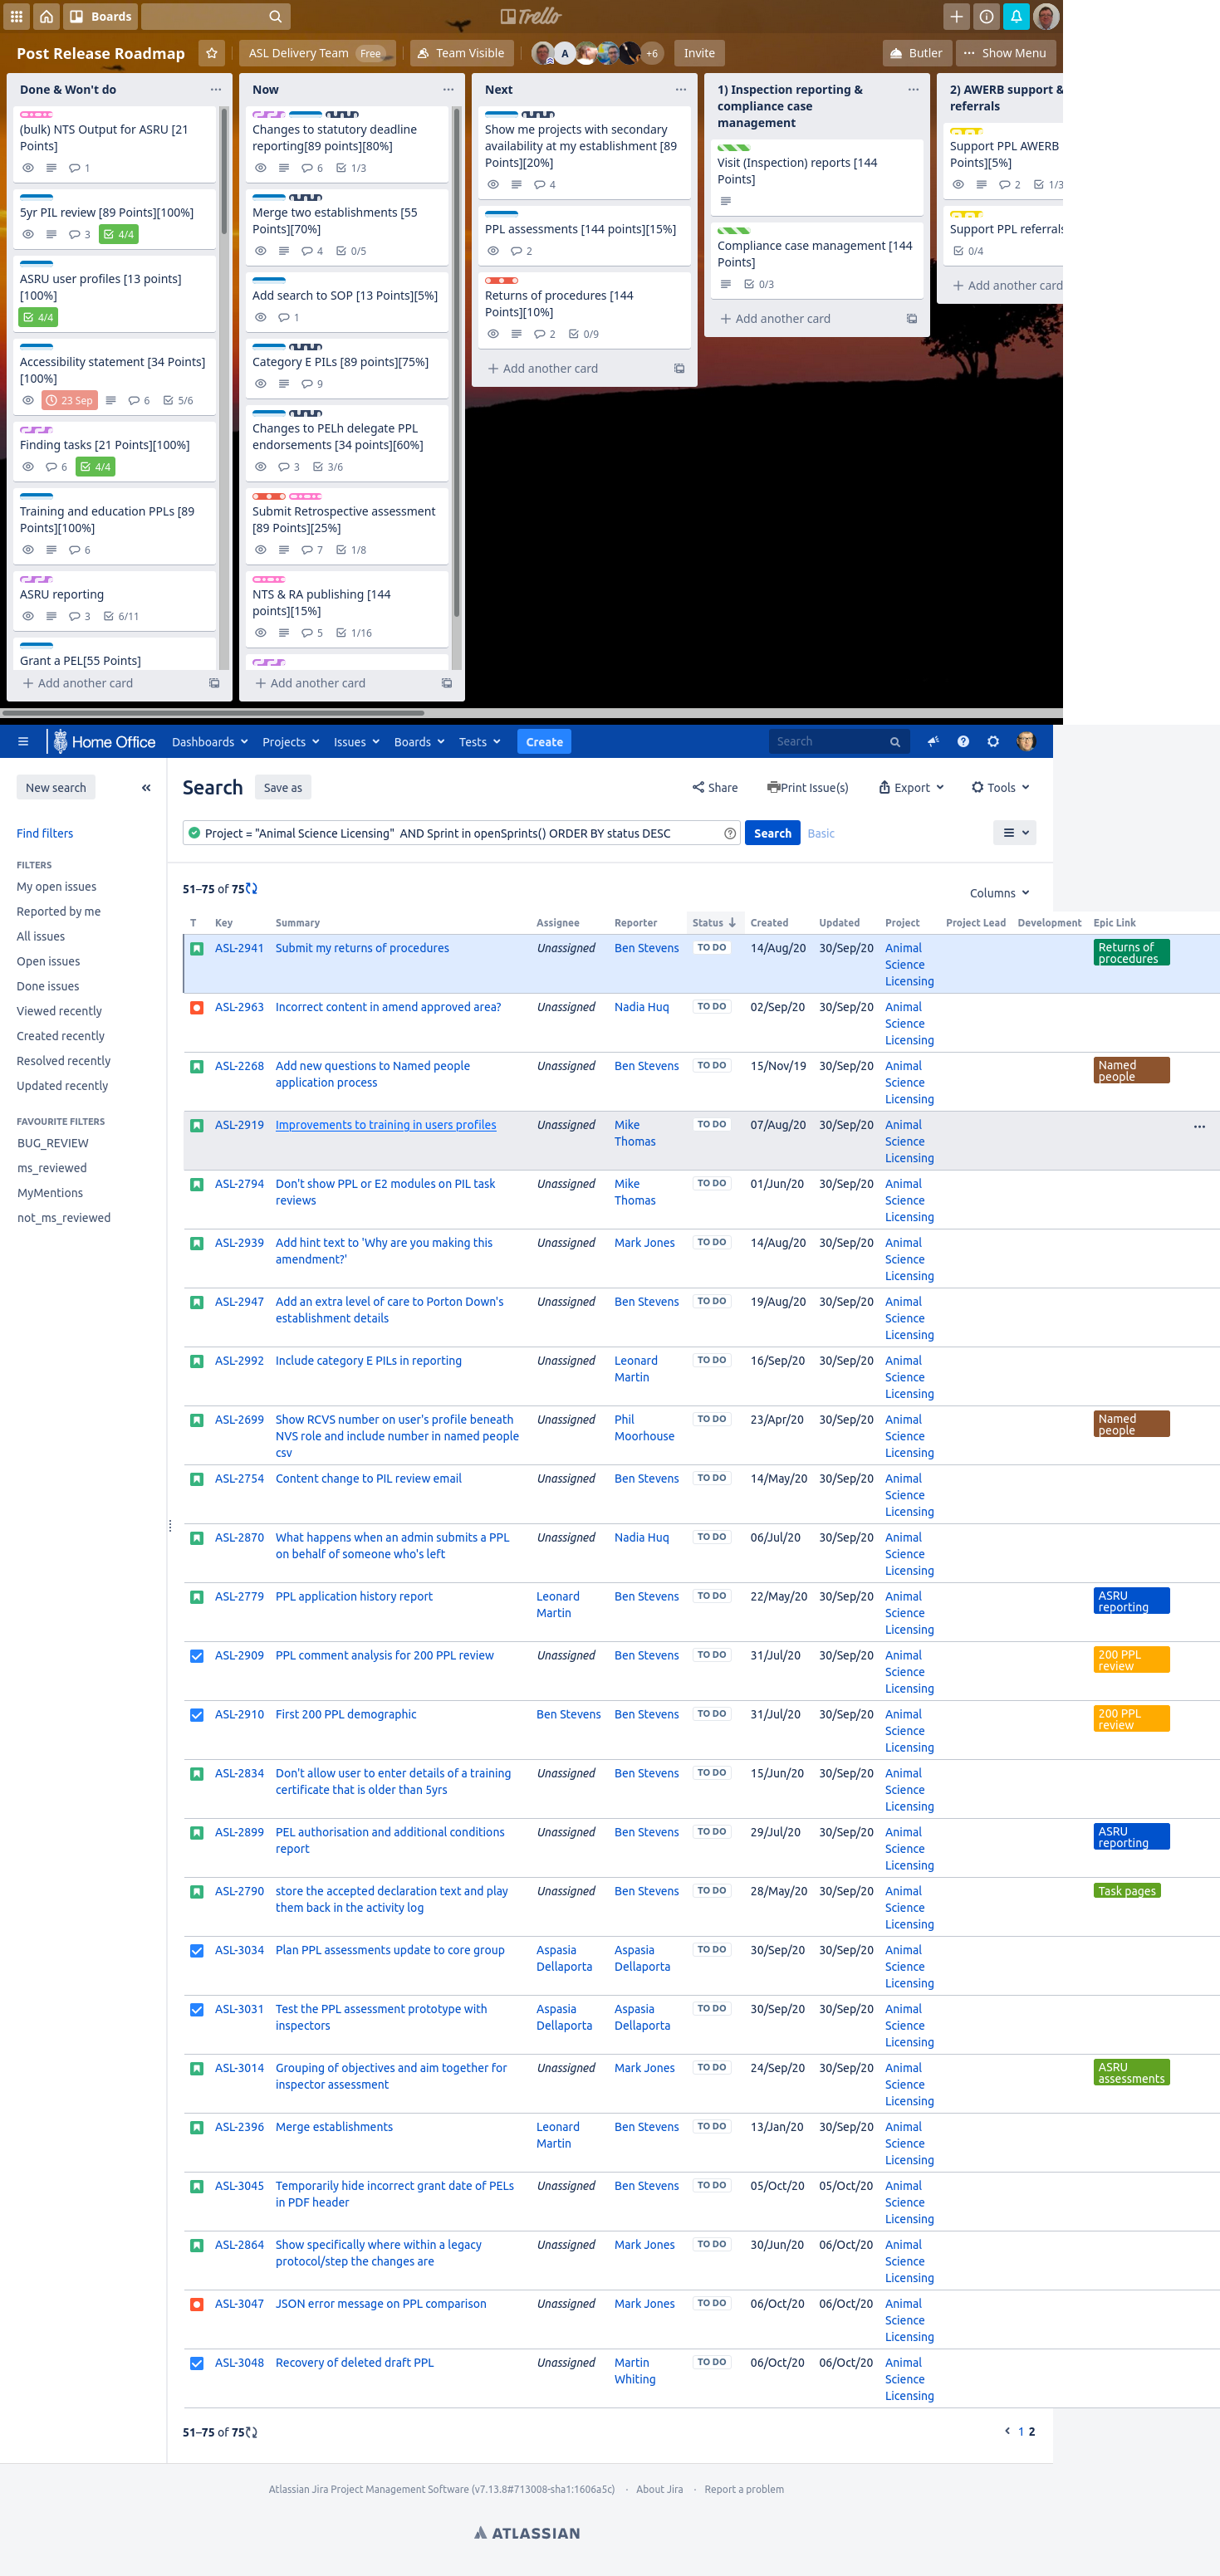 Boards
Trello
Post Release Roadmap
ASL Delivery Team Free
Team Visible
A
+6
Invite
Butler
Show Menu
Done & Won't do
(bulk) NTS Output for ASRU [21
Points]
1
5yr PIL review [89 Points][100%]
3 4/4
ASRU user profiles [13 points]
[100%]
4/4
Accessibility statement [34 Points]
[100%]
23 Sep 6 5/6
Finding tasks [21 Points][100%]
6 4/4
Training and education PPLs [89
Points][100%]
6
ASRU reporting
3 6/11
Grant a PEL[55 Points]
Add another card
Now
Changes to statutory deadline
reporting[89 points][80%]
6 1/3
Merge two establishments [55
Points][70%]
4 0/5
Add search to SOP [13 Points][5%]
1
Category E PILs [89 points][75%]
9
Changes to PELh delegate PPL
endorsements [34 points][60%]
3 3/6
Submit Retrospective assessment
[89 Points][25%]
7 1/8
NTS & RA publishing [144
points][15%]
5 1/16
Add another card
Next
Show me projects with secondary
availability at my establishment [89
Points][20%]
4
PPL assessments [144 points][15%]
2
Returns of procedures [144
Points][10%]
2 0/9
Add another card
1) Inspection reporting &
compliance case
management
Visit (Inspection) reports [144
Points]
Compliance case management [144
Points]
0/3
Add another card
2) AWERB support &
referrals
Support PPL AWERB
Points][5%]
2 1/3
Support PPL referrals
0/4
Add another card
Home Office
Dashboards Projects Issues Boards Tests Create Search
New search
Search Save as Share Print Issue(s) Export Tools
Find filters
Project = "Animal Science Licensing" AND Sprint in openSprints() ORDER BY status DESC Search Basic
FILTERS
My open issues
Reported by me
All issues
Open issues
Done issues
Viewed recently
Created recently
Resolved recently
Updated recently
FAVOURITE FILTERS
BUG_REVIEW
ms_reviewed
MyMentions
not_ms_reviewed
51–75 of 75
Columns
T Key Summary Assignee Reporter Status Created Updated Project Project Lead Development Epic Link
ASL-2941 Submit my returns of procedures Unassigned Ben Stevens TO DO 14/Aug/20 30/Sep/20 Animal Returns of
Science procedures
Licensing
ASL-2963 Incorrect content in amend approved area? Unassigned Nadia Huq TO DO 02/Sep/20 30/Sep/20 Animal
Science
Licensing
ASL-2268 Add new questions to Named people Unassigned Ben Stevens TO DO 15/Nov/19 30/Sep/20 Animal Named
application process Science people
Licensing
ASL-2919 Improvements to training in users profiles Unassigned Mike TO DO 07/Aug/20 30/Sep/20 Animal
Thomas Science
Licensing
ASL-2794 Don't show PPL or E2 modules on PIL task Unassigned Mike TO DO 01/Jun/20 30/Sep/20 Animal
reviews Thomas Science
Licensing
ASL-2939 Add hint text to 'Why are you making this Unassigned Mark Jones TO DO 14/Aug/20 30/Sep/20 Animal
amendment?' Science
Licensing
ASL-2947 Add an extra level of care to Porton Down's Unassigned Ben Stevens TO DO 19/Aug/20 30/Sep/20 Animal
establishment details Science
Licensing
ASL-2992 Include category E PILs in reporting Unassigned Leonard TO DO 16/Sep/20 30/Sep/20 Animal
Martin Science
Licensing
ASL-2699 Show RCVS number on user's profile beneath Unassigned Phil TO DO 23/Apr/20 30/Sep/20 Animal Named
NVS role and include number in named people Moorhouse Science people
csv Licensing
ASL-2754 Content change to PIL review email Unassigned Ben Stevens TO DO 14/May/20 30/Sep/20 Animal
Science
Licensing
ASL-2870 What happens when an admin submits a PPL Unassigned Nadia Huq TO DO 06/Jul/20 30/Sep/20 Animal
on behalf of someone who's left Science
Licensing
ASL-2779 PPL application history report Leonard Ben Stevens TO DO 22/May/20 30/Sep/20 Animal ASRU
Martin Science reporting
Licensing
ASL-2909 PPL comment analysis for 200 PPL review Unassigned Ben Stevens TO DO 31/Jul/20 30/Sep/20 Animal 200 PPL
Science review
Licensing
ASL-2910 First 200 PPL demographic Ben Stevens Ben Stevens TO DO 31/Jul/20 30/Sep/20 Animal 200 PPL
Science review
Licensing
ASL-2834 Don't allow user to enter details of a training Unassigned Ben Stevens TO DO 15/Jun/20 30/Sep/20 Animal
certificate that is older than 5yrs Science
Licensing
ASL-2899 PEL authorisation and additional conditions Unassigned Ben Stevens TO DO 29/Jul/20 30/Sep/20 Animal ASRU
report Science reporting
Licensing
ASL-2790 store the accepted declaration text and play Unassigned Ben Stevens TO DO 28/May/20 30/Sep/20 Animal Task pages
them back in the activity log Science
Licensing
ASL-3034 Plan PPL assessments update to core group Aspasia Aspasia TO DO 30/Sep/20 30/Sep/20 Animal
Dellaporta Dellaporta Science
Licensing
ASL-3031 Test the PPL assessment prototype with Aspasia Aspasia TO DO 30/Sep/20 30/Sep/20 Animal
inspectors Dellaporta Dellaporta Science
Licensing
ASL-3014 Grouping of objectives and aim together for Unassigned Mark Jones TO DO 24/Sep/20 30/Sep/20 Animal ASRU
inspector assessment Science assessments
Licensing
ASL-2396 Merge establishments Leonard Ben Stevens TO DO 13/Jan/20 30/Sep/20 Animal
Martin Science
Licensing
ASL-3045 Temporarily hide incorrect grant date of PELs Unassigned Ben Stevens TO DO 05/Oct/20 05/Oct/20 Animal
in PDF header Science
Licensing
ASL-2864 Show specifically where within a legacy Unassigned Mark Jones TO DO 30/Jun/20 06/Oct/20 Animal
protocol/step the changes are Science
Licensing
ASL-3047 JSON error message on PPL comparison Unassigned Mark Jones TO DO 06/Oct/20 06/Oct/20 Animal
Science
Licensing
ASL-3048 Recovery of deleted draft PPL Unassigned Martin TO DO 06/Oct/20 06/Oct/20 Animal
Whiting Science
Licensing
51–75 of 75
1 2
Atlassian Jira Project Management Software (v7.13.8#713008-sha1:1606a5c) · About Jira · Report a problem
ATLASSIAN